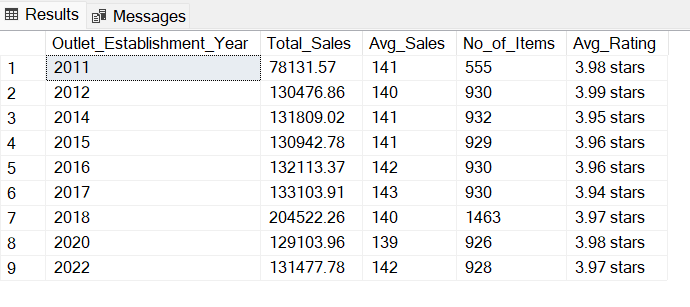 Results Messages
Outlet_Establishment_Year Total_Sales Avg_Sales No_of_Items Avg_Rating
1 2011 78131.57 141 555 3.98 stars
2 2012 130476.86 140 930 3.99 stars
3 2014 131809.02 141 932 3.95 stars
4 2015 130942.78 141 929 3.96 stars
5 2016 132113.37 142 930 3.96 stars
6 2017 133103.91 143 930 3.94 stars
7 2018 204522.26 140 1463 3.97 stars
8 2020 129103.96 139 926 3.98 stars
9 2022 131477.78 142 928 3.97 stars